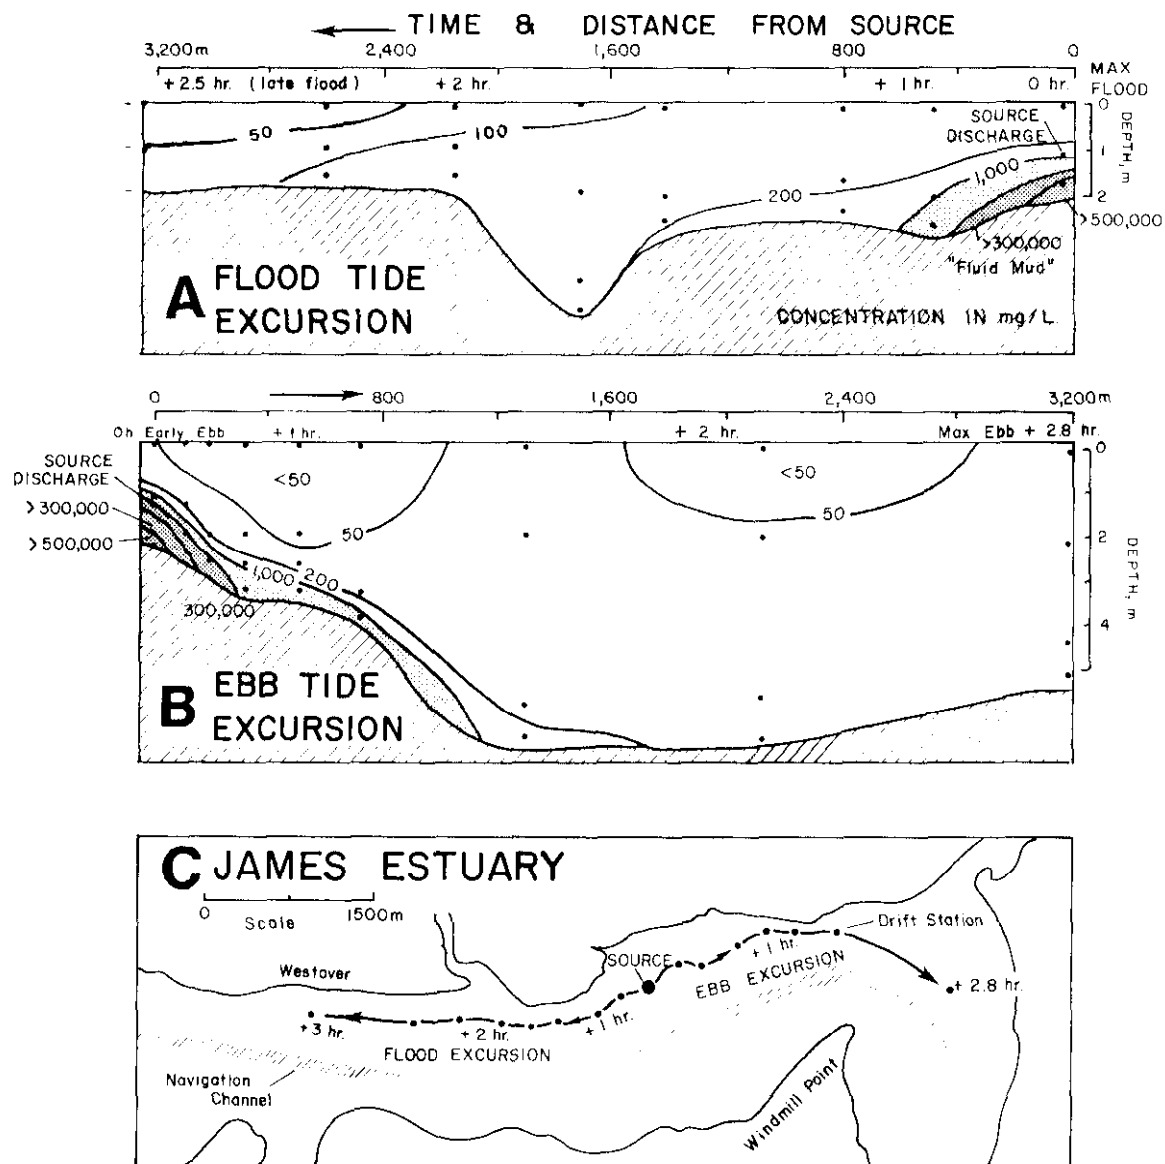 TIME & DISTANCE FROM SOURCE
3,200m 2,400 1,600 800 0
+2.5 hr. (late flood) +2 hr. +1 hr. 0 hr.
MAX
FLOOD
50 100 200 1,000
SOURCE
DISCHARGE
0
1
2
DEPTH, m
>500,000
>300,000
"Fluid Mud"
A FLOOD TIDE
EXCURSION
CONCENTRATION IN mg/L
0 800 1,600 2,400 3,200m
Oh Early Ebb +1hr. +2 hr. Max Ebb +2.8 hr.
SOURCE
DISCHARGE
>300,000
>500,000
<50 <50
50 50
1,000 200
300,000
0
2
4
DEPTH, m
B EBB TIDE
EXCURSION
C JAMES ESTUARY
0 1500m
Scale
Drift Station
Westover
SOURCE
+1 hr.
EBB EXCURSION
+2.8 hr.
+3 hr.
+2 hr.
+1 hr.
FLOOD EXCURSION
Navigation
Channel
Windmill Point